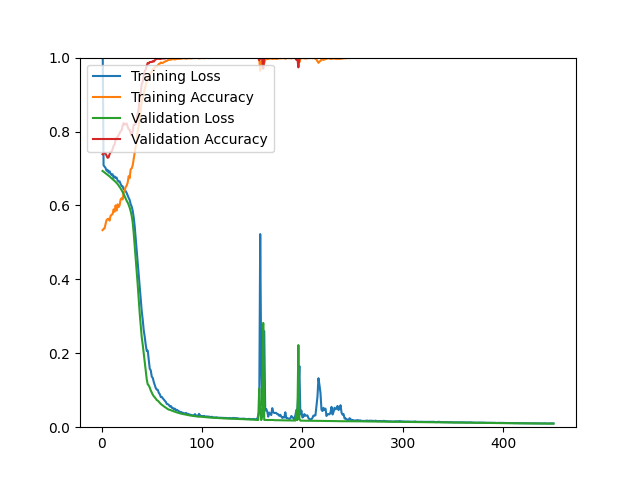 1.0
0.8
0.6
0.4
0.2
0.0
Training Loss
Training Accuracy
Validation Loss
Validation Accuracy
0 100 200 300 400